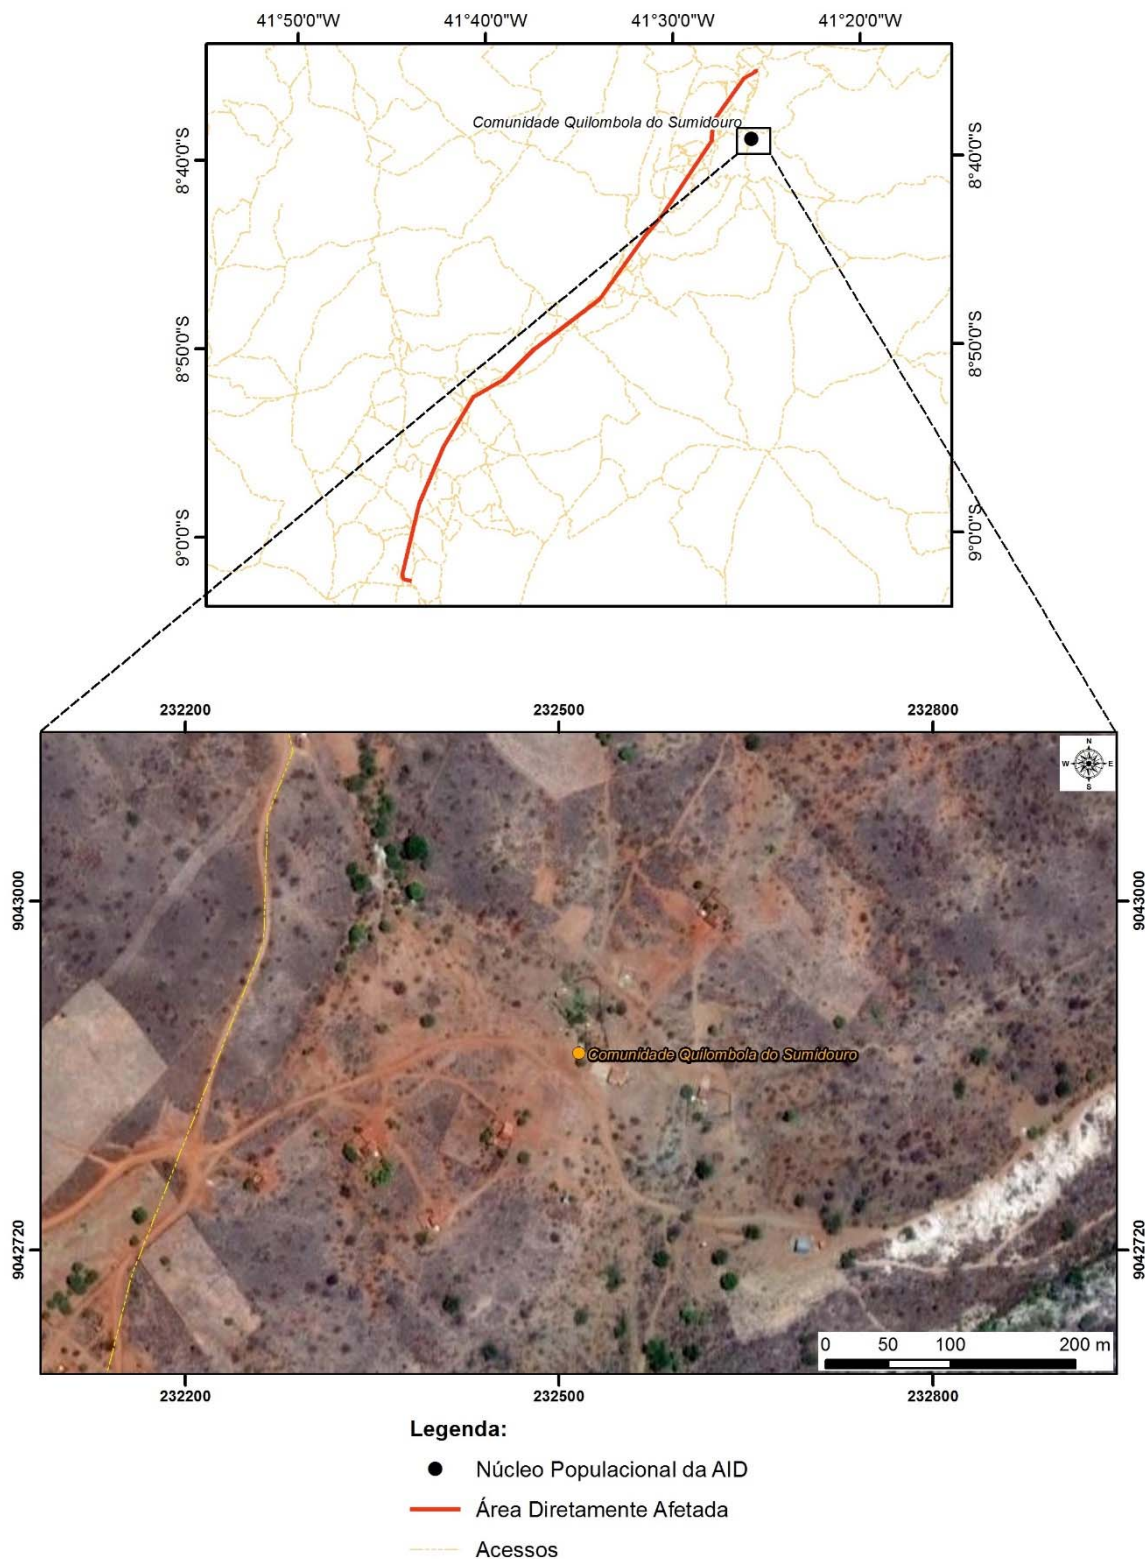 41°50'0"W 41°40'0"W 41°30'0"W 41°20'0"W
Comunidade Quilombola do Sumidouro
8°40'0"S 8°40'0"S
8°50'0"S 8°50'0"S
9°0'0"S 9°0'0"S
232200 232500 232800
N
W E
S
9043000 9043000
Comunidade Quilombola do Sumidouro
9042720 9042720
0 50 100 200 m
232200 232500 232800
Legenda:
Núcleo Populacional da AID
Área Diretamente Afetada
Acessos